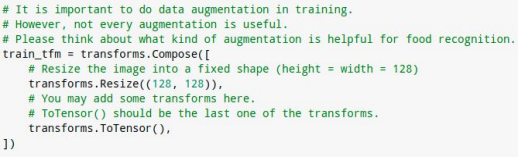 # It is important to do data augmentation in training.
# However, not every augmentation is useful.
# Please think about what kind of augmentation is helpful for food recognition.
train_tfm = transforms.Compose([
    # Resize the image into a fixed shape (height = width = 128)
    transforms.Resize((128, 128)),
    # You may add some transforms here.
    # ToTensor() should be the last one of the transforms.
    transforms.ToTensor(),
])